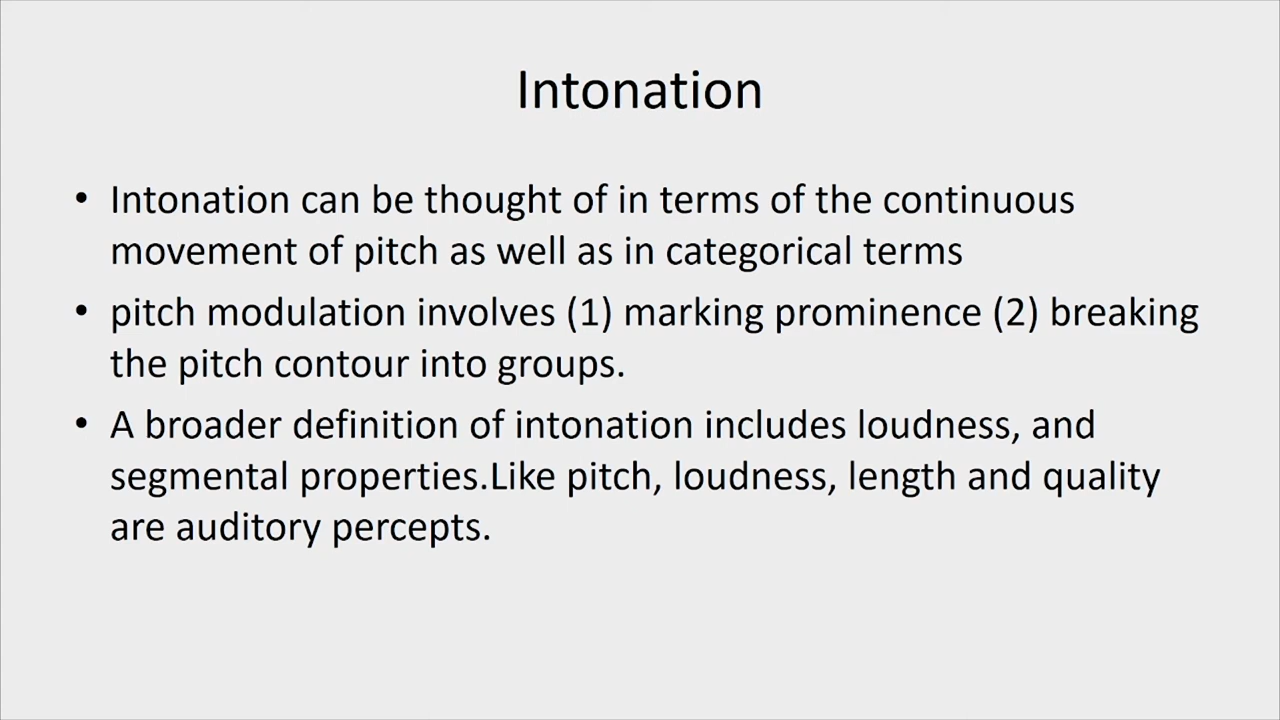 Intonation
• Intonation can be thought of in terms of the continuous
movement of pitch as well as in categorical terms
• pitch modulation involves (1) marking prominence (2) breaking
the pitch contour into groups.
• A broader definition of intonation includes loudness, and
segmental properties.Like pitch, loudness, length and quality
are auditory percepts.